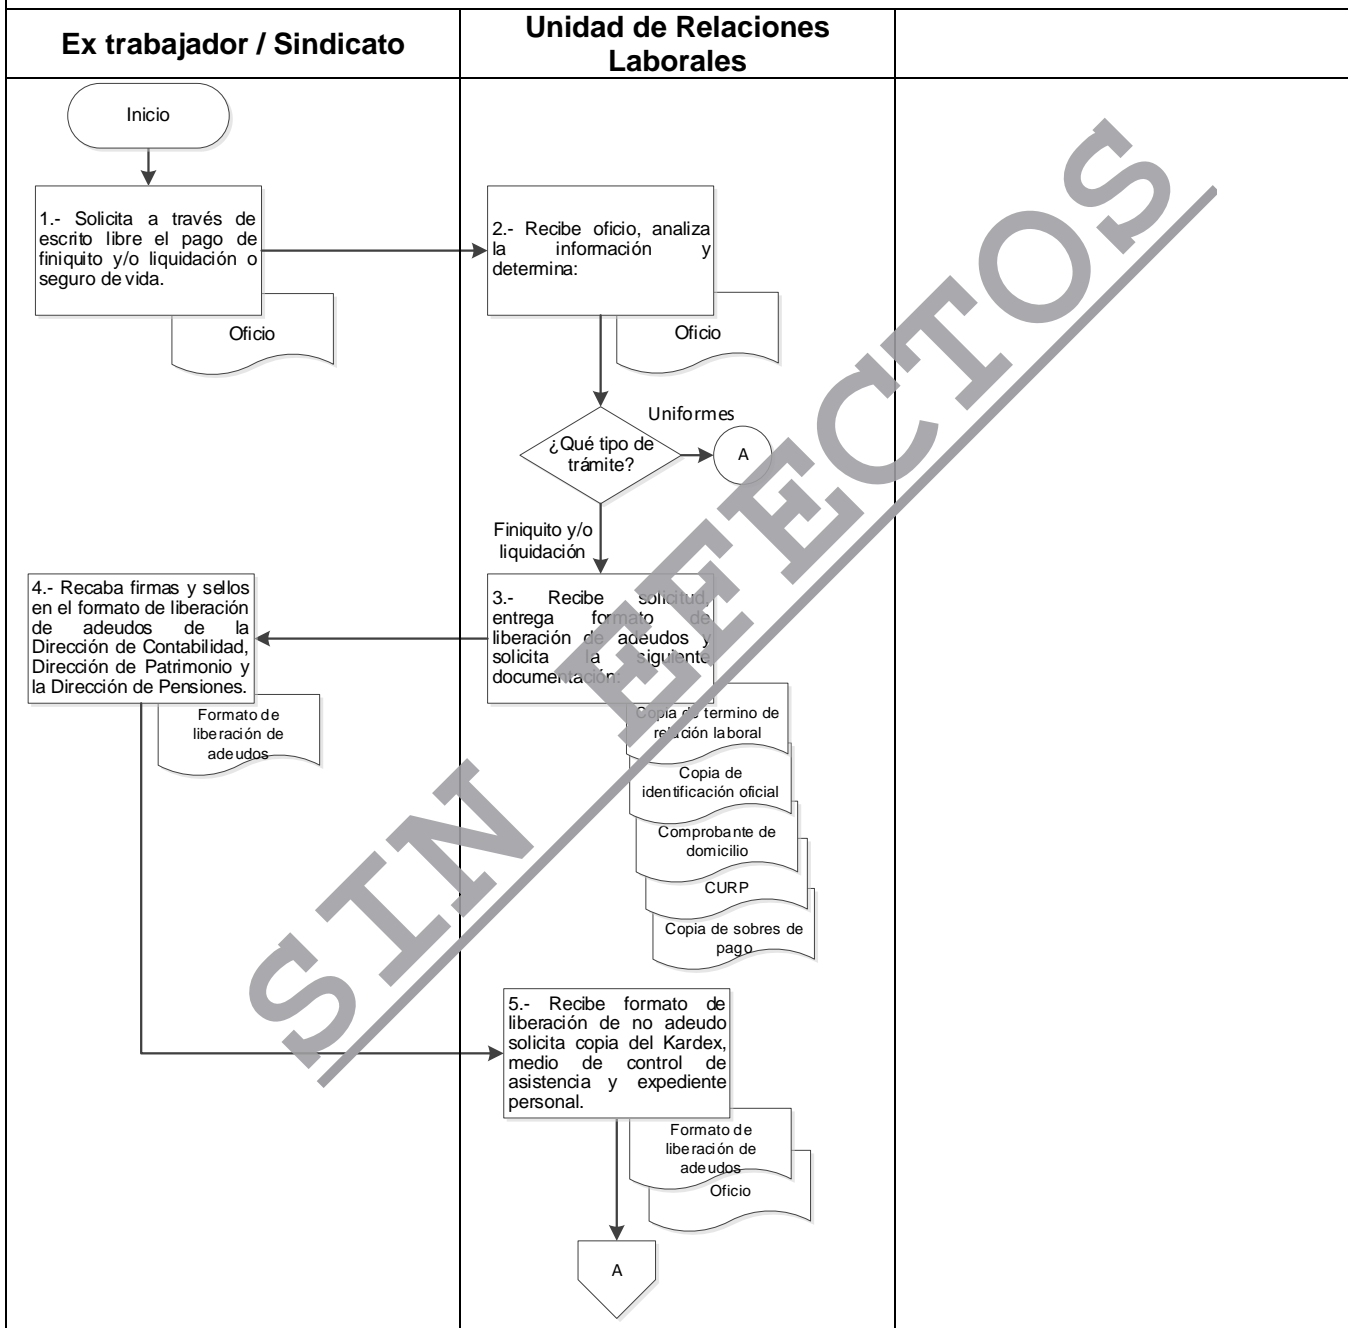 Ex trabajador / Sindicato
Unidad de Relaciones
Laborales
Inicio
1.- Solicita a través de
escrito libre el pago de
finiquito y/o liquidación o
seguro de vida.
Oficio
2.- Recibe oficio, analiza
la información y
determina:
Oficio
¿Qué tipo de
trámite?
Uniformes
A
Finiquito y/o
liquidación
3.- Recibe solicitud,
entrega formato de
liberación de adeudos y
solicita la siguiente
documentación:
Copia de termino de
relación laboral
Copia de
identificación oficial
Comprobante de
domicilio
CURP
Copia de sobres de
pago
4.- Recaba firmas y sellos
en el formato de liberación
de adeudos de la
Dirección de Contabilidad,
Dirección de Patrimonio y
la Dirección de Pensiones.
Formato de
liberación de
adeudos
5.- Recibe formato de
liberación de no adeudo
solicita copia del Kardex,
medio de control de
asistencia y expediente
personal.
Formato de
liberación de
adeudos
Oficio
A
SIN EFECTOS